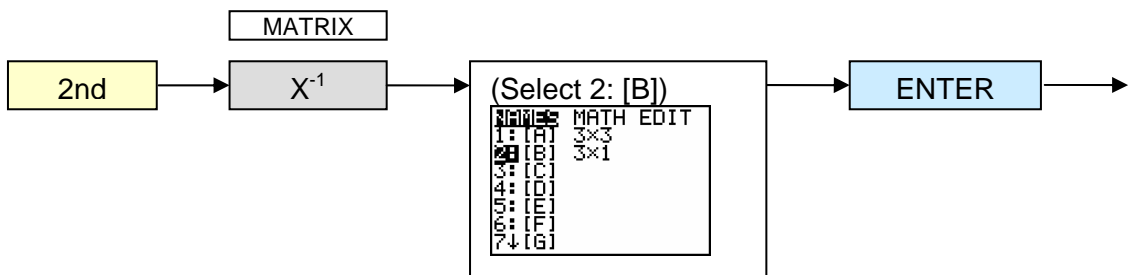 MATRIX
2nd
X⁻¹
(Select 2: [B])
ENTER
NAMES MATH EDIT
1: [A] 3×3
2: [B] 3×1
3: [C]
4: [D]
5: [E]
6: [F]
7↓[G]